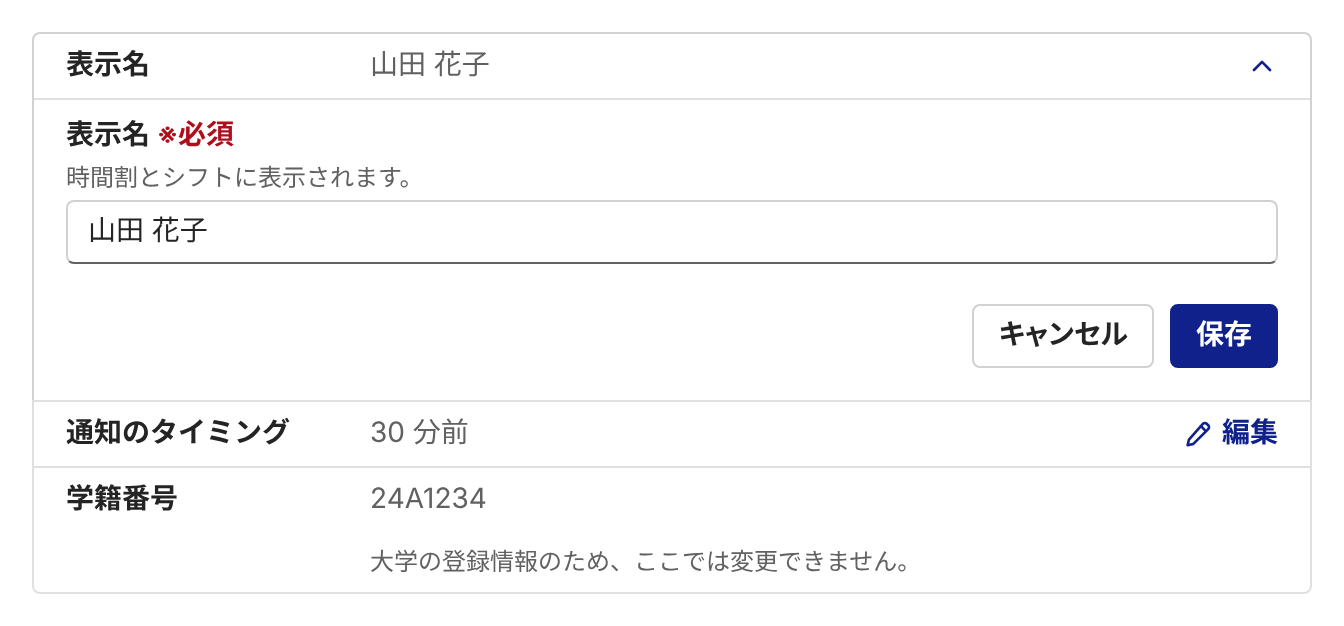 表示名 山田 花子
表示名 ※必須
時間割とシフトに表示されます。
山田 花子
キャンセル 保存
通知のタイミング 30 分前 編集
学籍番号 24A1234
大学の登録情報のため、ここでは変更できません。